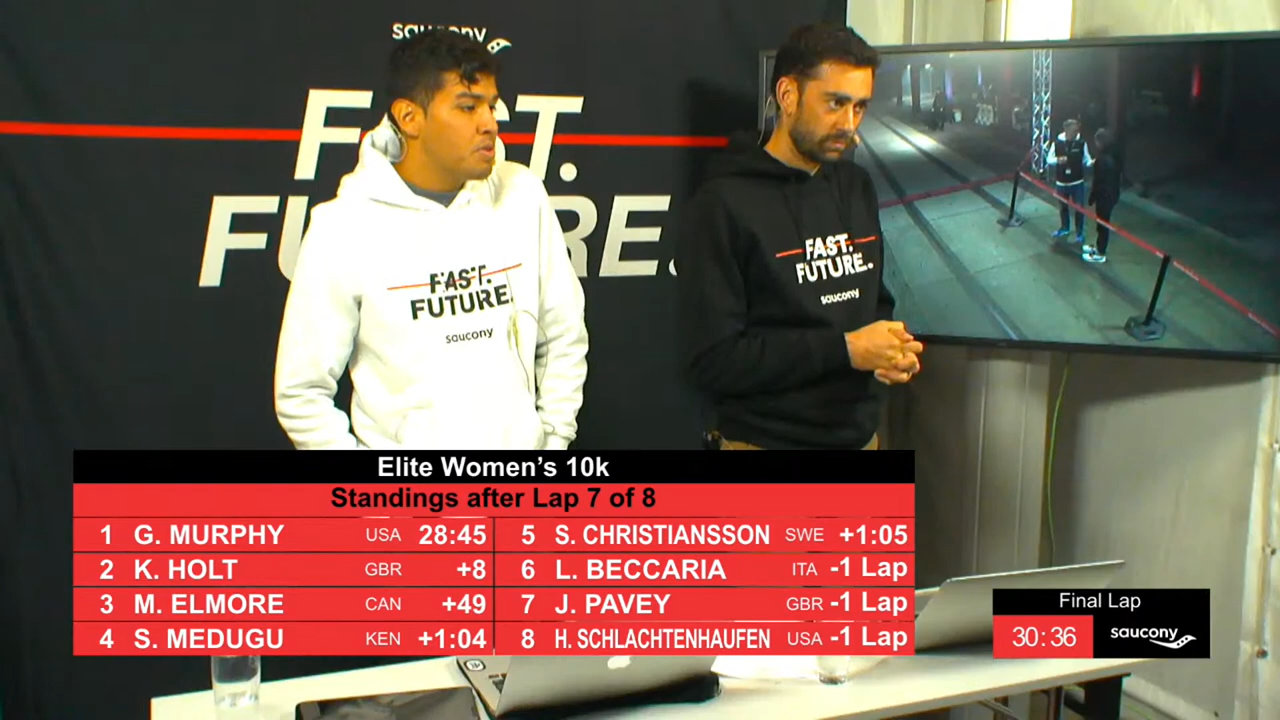 saucony
FAST.
FUTURE.
FAST.
FUTURE.
saucony
FAST.
FUTURE.
saucony
Elite Women's 10k
Standings after Lap 7 of 8
1 G. MURPHY USA 28:45
2 K. HOLT GBR +8
3 M. ELMORE CAN +49
4 S. MEDUGU KEN +1:04
5 S. CHRISTIANSSON SWE +1:05
6 L. BECCARIA ITA -1 Lap
7 J. PAVEY GBR -1 Lap
8 H. SCHLACHTENHAUFEN USA -1 Lap
Final Lap
30:36 saucony